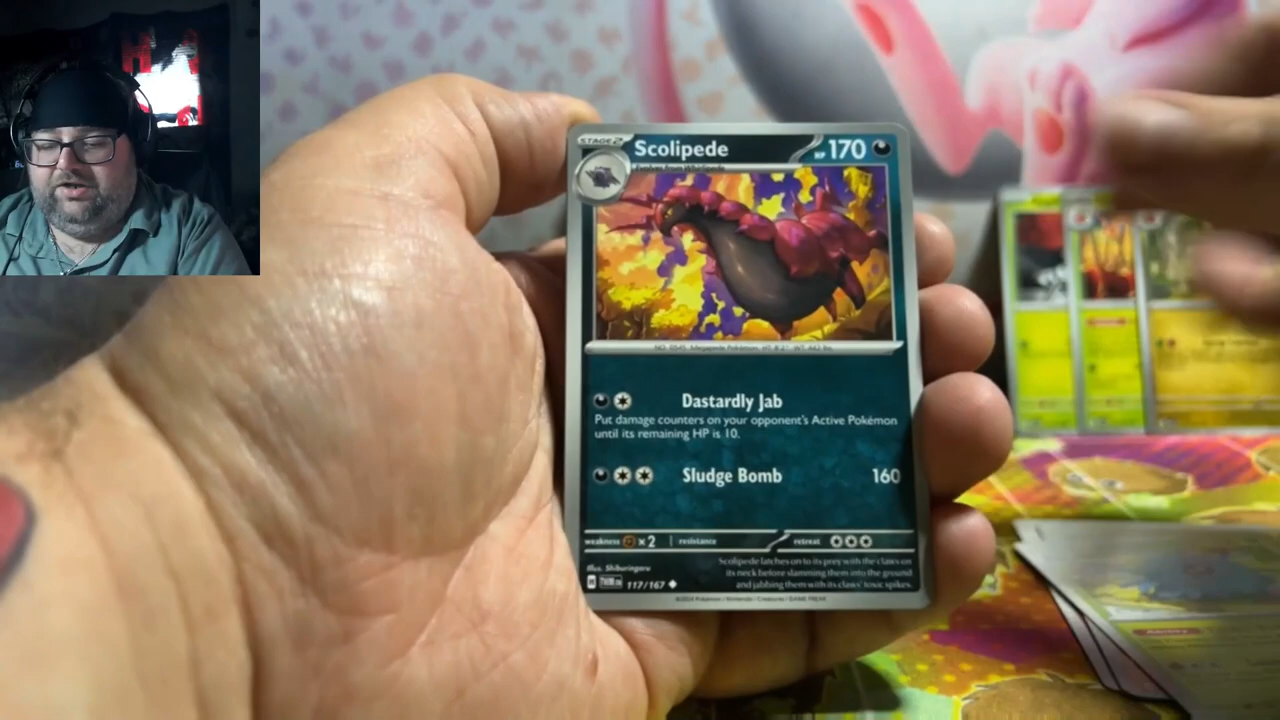 STAGE 2 Scolipede HP 170
NO. 0545 Megapede Pokémon HT: 8'2" WT: 442 lbs.
Dastardly Jab
Put damage counters on your opponent's Active Pokémon
until its remaining HP is 10.
Sludge Bomb 160
weakness x2 resistance retreat
Illus. Shiburingaru
Scolipede latches on to its prey with the claws on
its neck before slamming them into the ground
and jabbing them with its claws' toxic spikes.
H TWM EN 117/167
©2024 Pokémon / Nintendo / Creatures / GAME FREAK